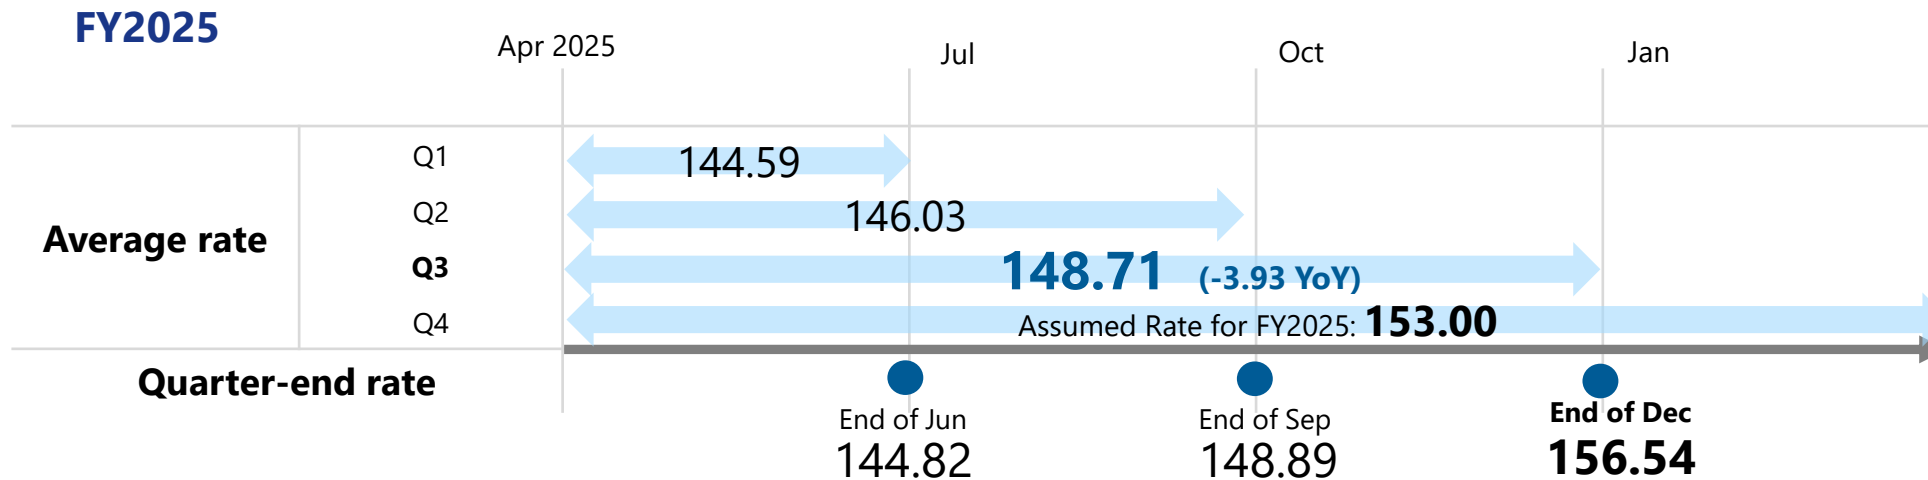 FY2025
Apr 2025
Jul
Oct
Jan
Average rate
Q1
144.59
Q2
146.03
Q3
148.71 (-3.93 YoY)
Q4
Assumed Rate for FY2025: 153.00
Quarter-end rate
End of Jun
144.82
End of Sep
148.89
End of Dec
156.54